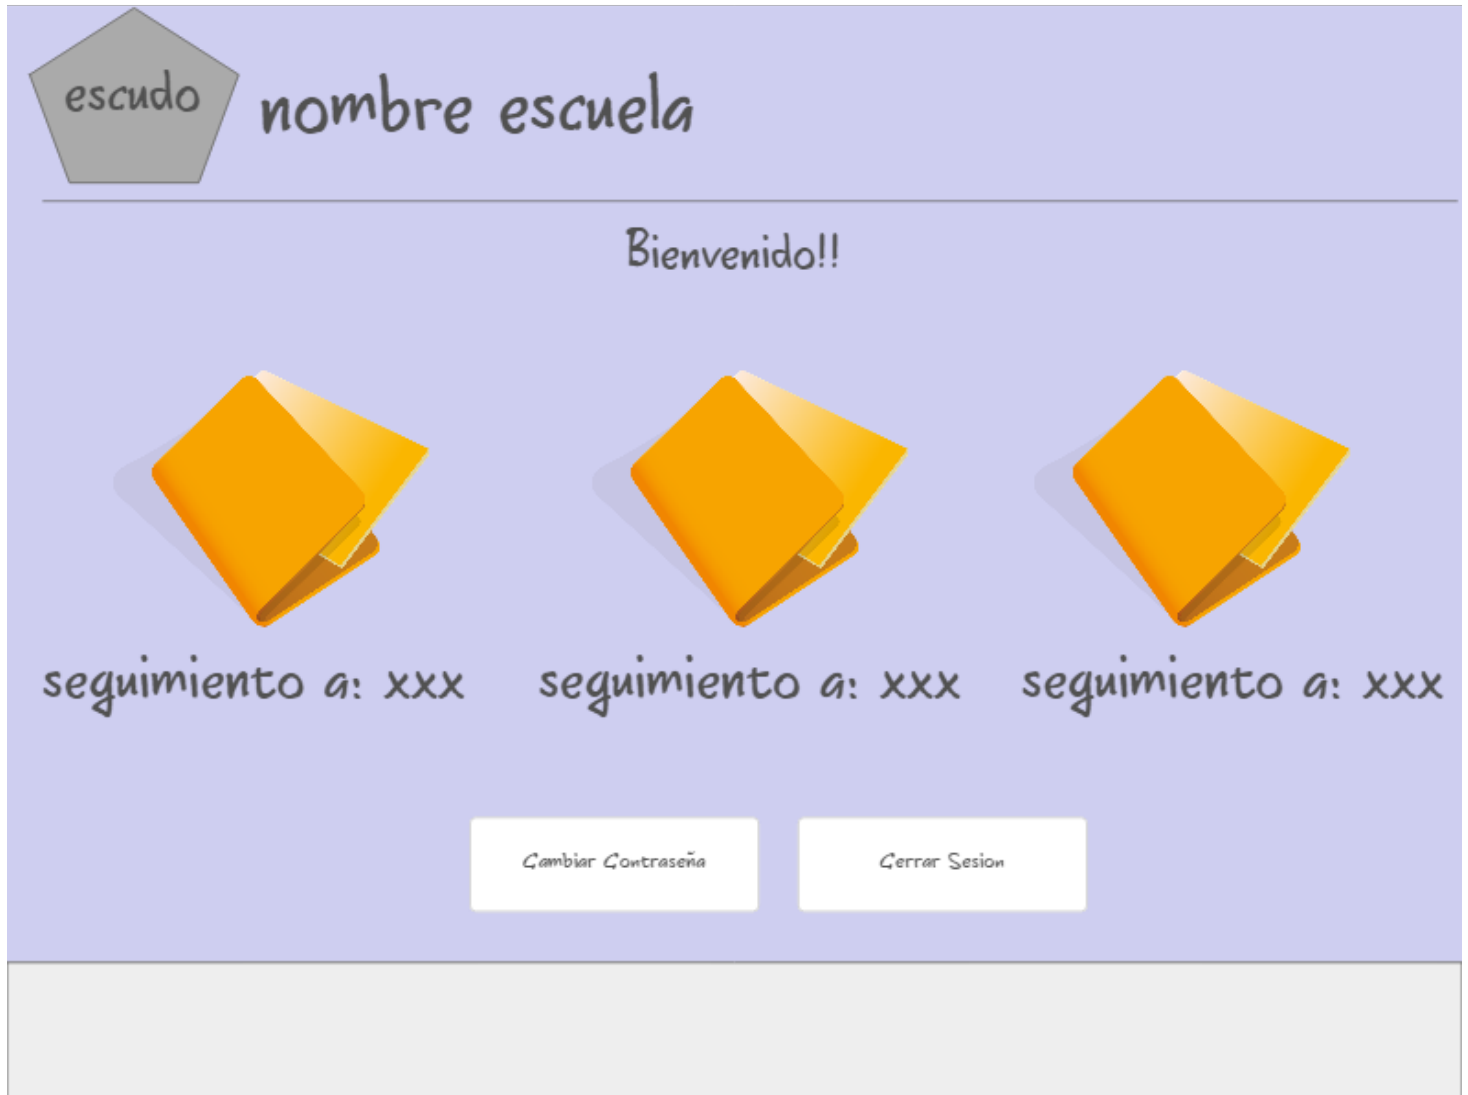 escudo
nombre escuela
Bienvenido!!
seguimiento a: xxx
seguimiento a: xxx
seguimiento a: xxx
Cambiar Contraseña
Cerrar Sesion